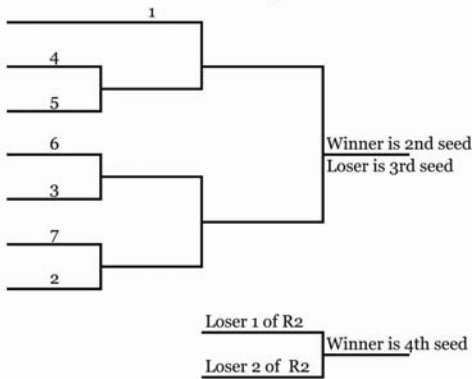 1
4
5
6
3
7
2
Winner is 2nd seed
Loser is 3rd seed
Loser 1 of R2
Winner is 4th seed
Loser 2 of R2